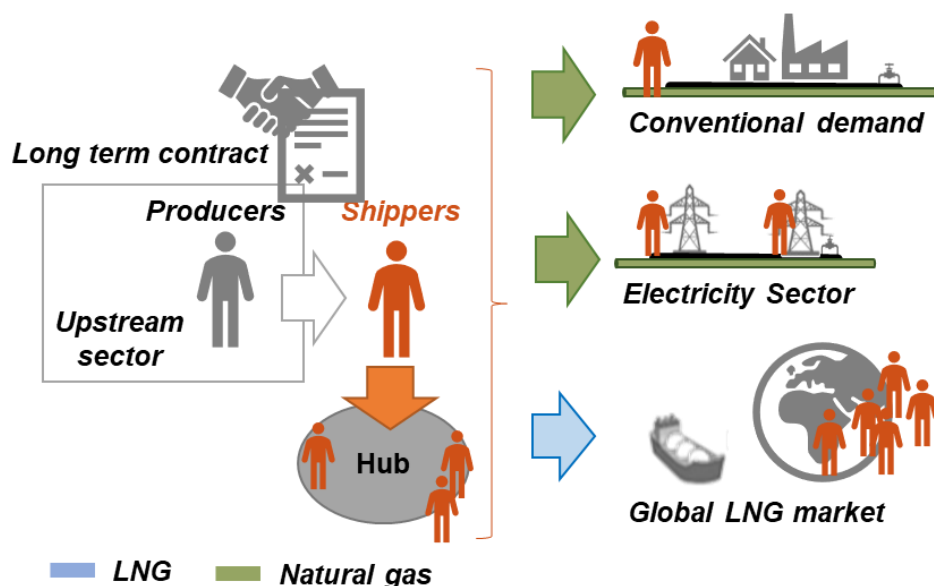 Long term contract
Producers
Shippers
Upstream
sector
Hub
Conventional demand
Electricity Sector
Global LNG market
LNG
Natural gas